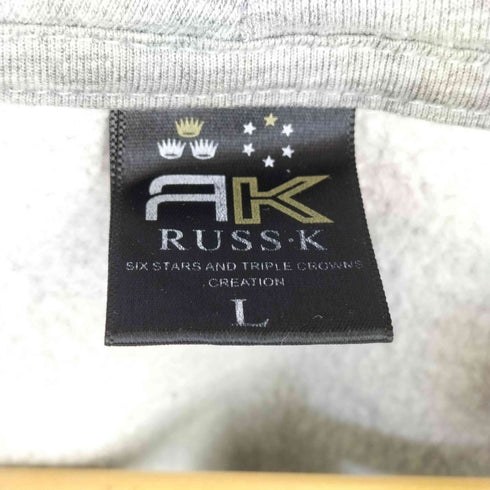 RK
RUSS·K
SIX STARS AND TRIPLE CROWNS
CREATION
L